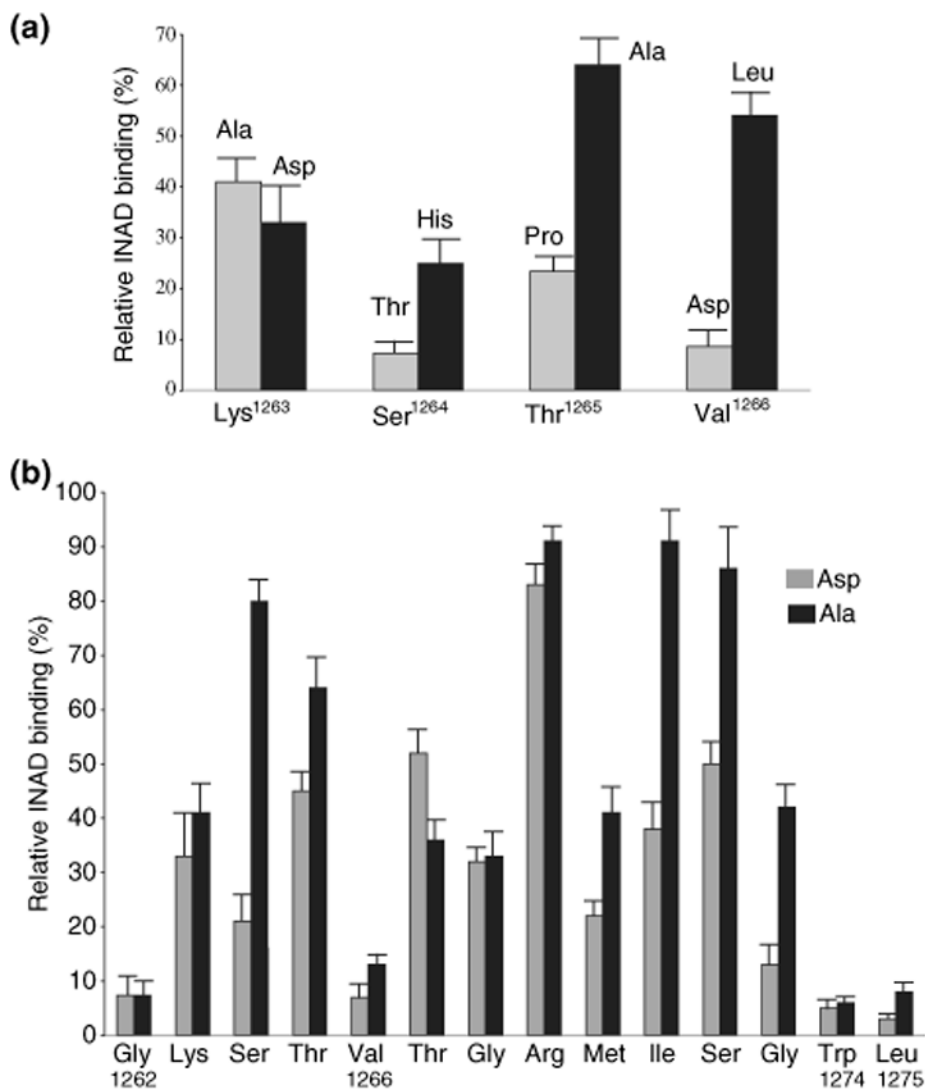 (a)
Relative INAD binding (%)
70
60
50
40
30
20
10
0
Ala
Asp
Thr
His
Pro
Ala
Asp
Leu
Lys1263
Ser1264
Thr1265
Val1266
(b)
Relative INAD binding (%)
100
90
80
70
60
50
40
30
20
10
0
Asp
Ala
Gly Lys Ser Thr Val Thr Gly Arg Met Ile Ser Gly Trp Leu
1262 1266 1274 1275